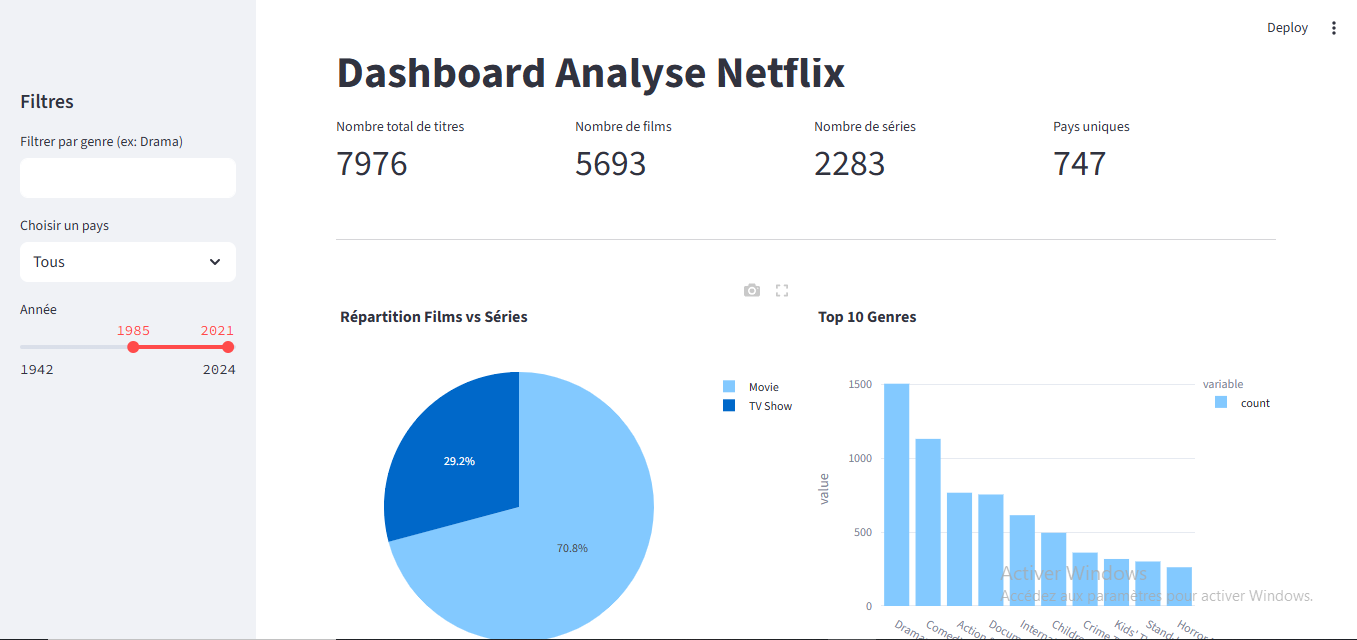 Deploy
Dashboard Analyse Netflix
Filtres
Filtrer par genre (ex: Drama)
Choisir un pays
Tous
Année
1985 2021
1942 2024
Nombre total de titres Nombre de films Nombre de séries Pays uniques
7976 5693 2283 747
Répartition Films vs Séries
Movie
TV Show
29.2%
70.8%
Top 10 Genres
variable
count
value
1500
1000
500
0
Drama
Comed
Action
Docum
Interna
Childre
Crime T
Kids' T
Stand-
Horror
Activer Windows
Accédez aux paramètres pour activer Windows.